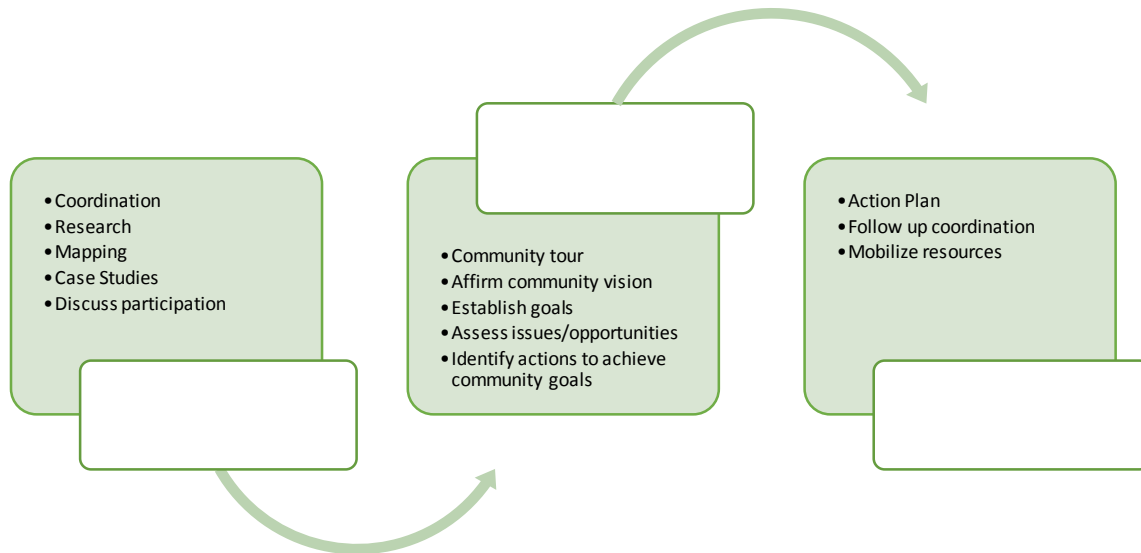 •Coordination
•Research
•Mapping
•Case Studies
•Discuss participation
•Community tour
•Affirm community vision
•Establish goals
•Assess issues/opportunities
•Identify actions to achieve
community goals
•Action Plan
•Follow up coordination
•Mobilize resources